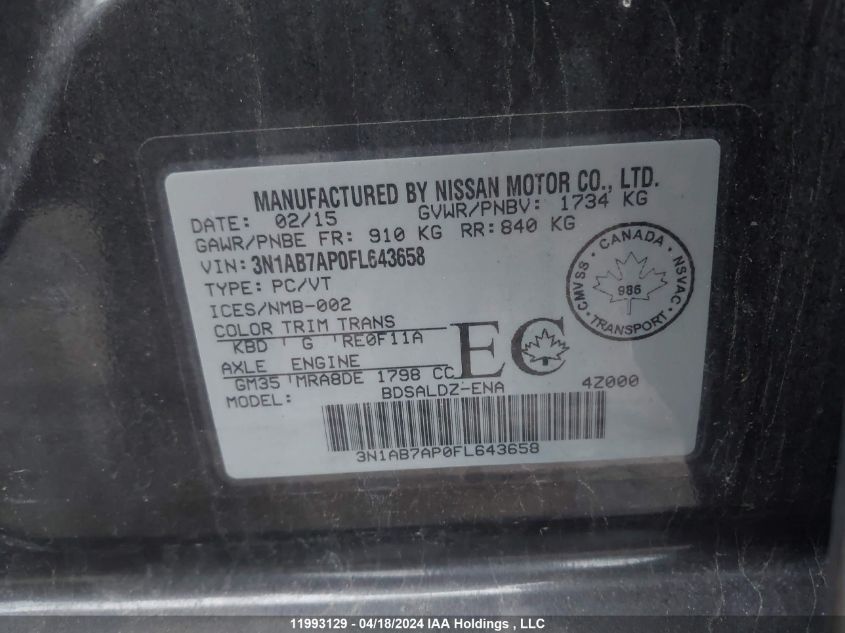 MANUFACTURED BY NISSAN MOTOR CO., LTD.
DATE: 02/15 GVWR/PNBV: 1734 KG
GAWR/PNBE FR: 910 KG RR: 840 KG
VIN: 3N1AB7AP0FL643658
TYPE: PC/VT
ICES/NMB-002
COLOR TRIM TRANS
KBD G RE0F11A
AXLE ENGINE
GM35 MRA8DE 1798 CC
MODEL: BDSALDZ-ENA 4Z000
3N1AB7AP0FL643658
EC
CANADA
CMVSS 986 NSVAC
TRANSPORT
11993129 - 04/18/2024 IAA Holdings , LLC